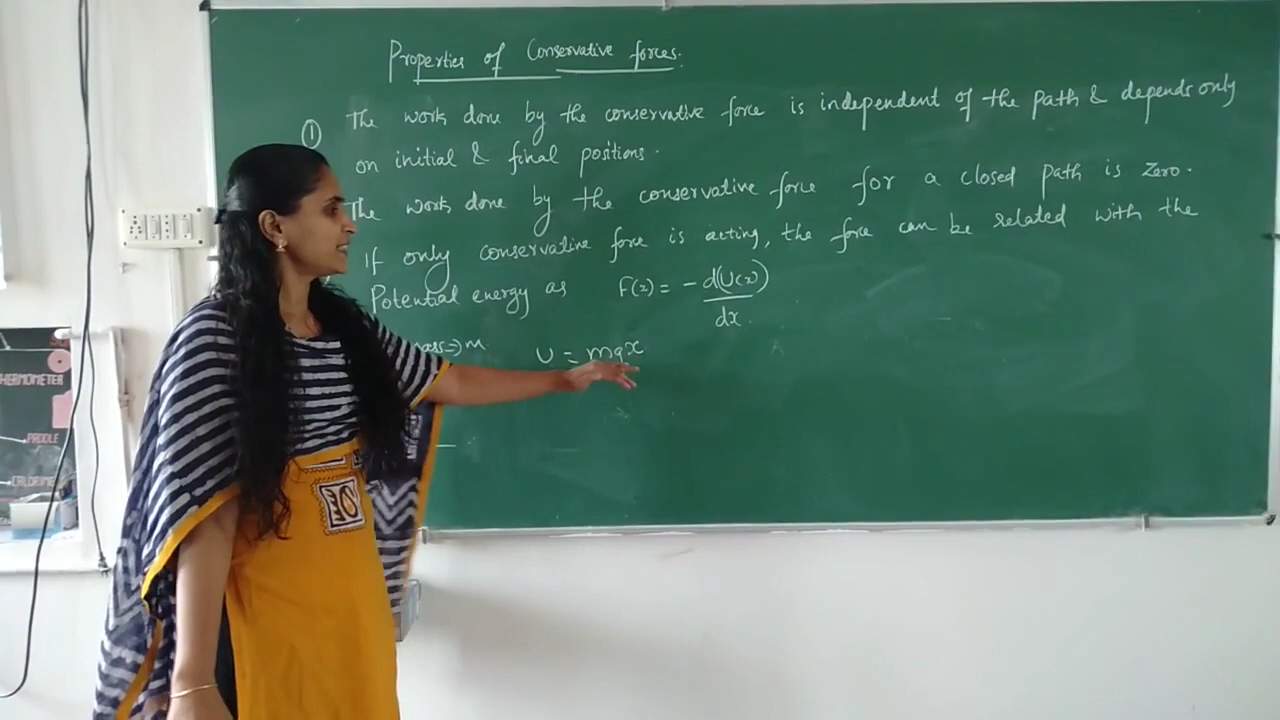 Properties of Conservative forces.
① The work done by the conservative force is independent of the path & depends only
on initial & final positions.
The work done by the conservative force for a closed path is zero.
If only conservative force is acting, the force can be related with the
Potential energy as F(x) = - d(U(x))/dx.
U = mgx
THERMOMETER
PADDLE